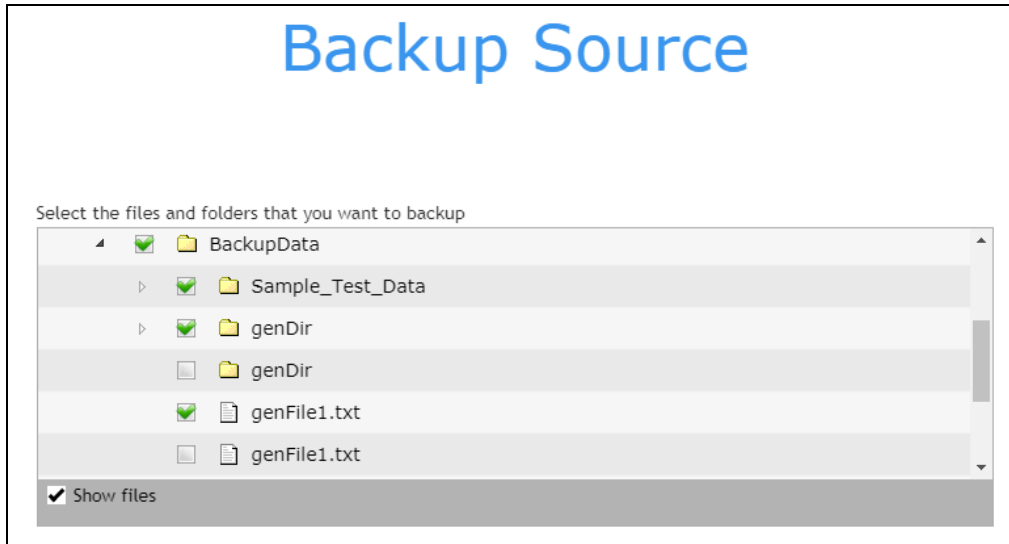 Backup Source
Select the files and folders that you want to backup
BackupData
Sample_Test_Data
genDir
genDir
genFile1.txt
genFile1.txt
Show files